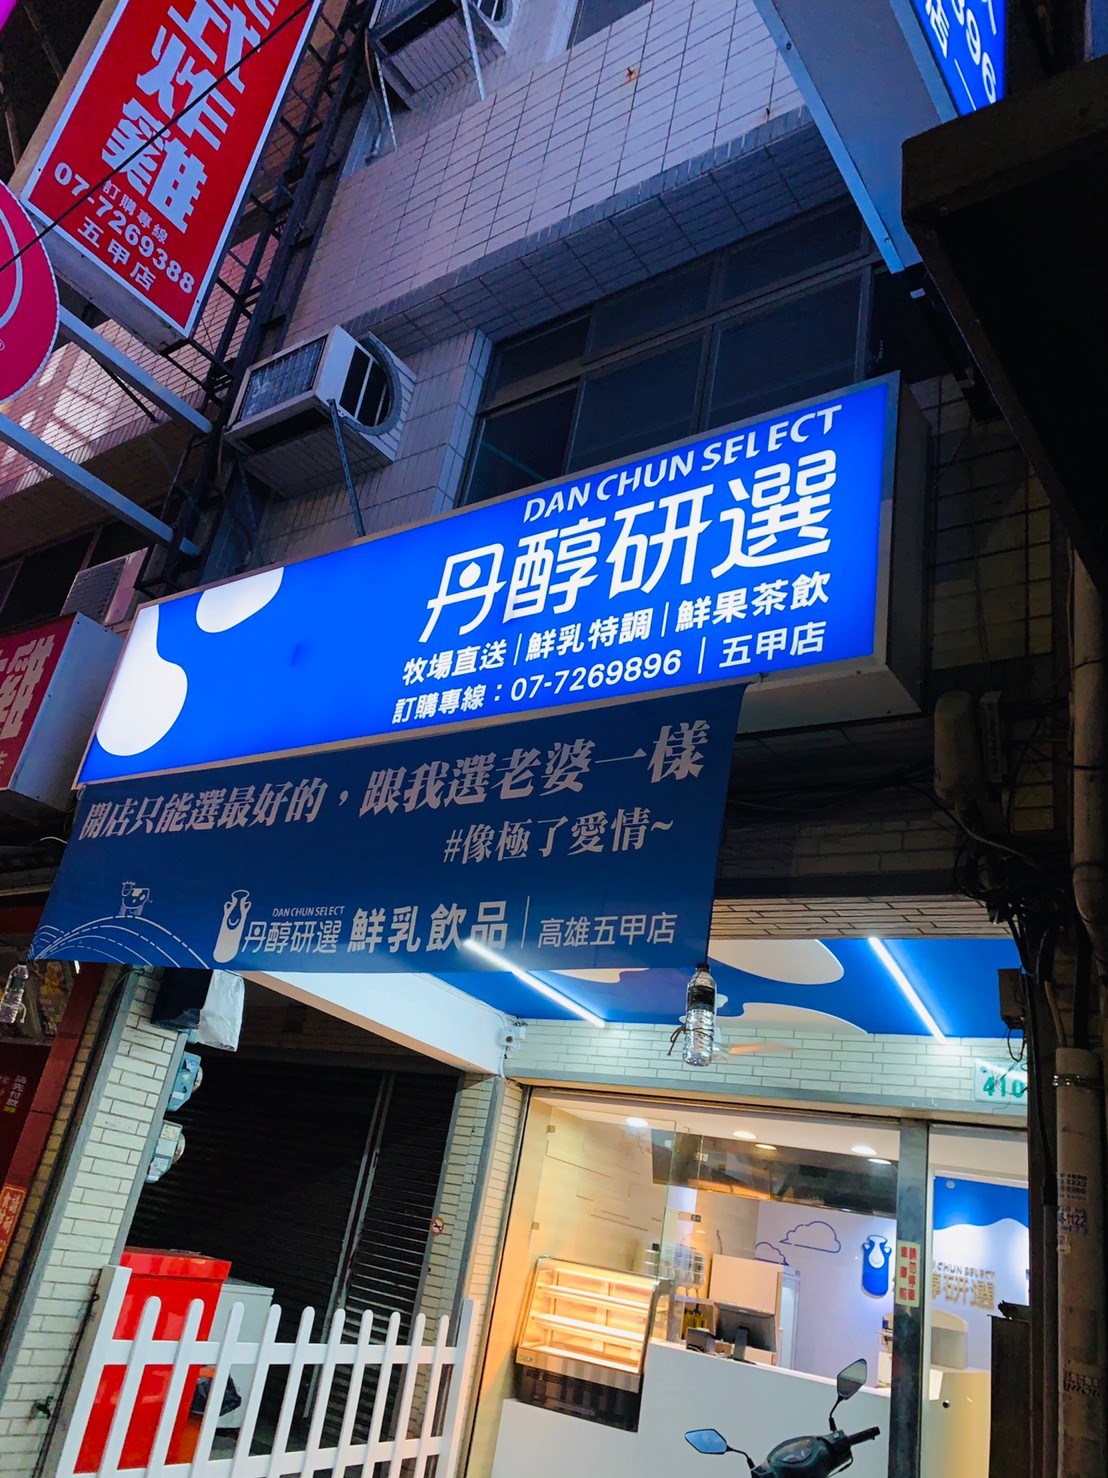 式炸雞
訂購專線
07-7269388
五甲店
DAN CHUN SELECT
丹醇研選
牧場直送|鮮乳特調|鮮果茶飲
訂購專線：07-7269896|五甲店
開店只能選最好的，跟我選老婆一樣
#像極了愛情~
DAN CHUN SELECT
丹醇研選 鮮乳飲品|高雄五甲店
410
CHUN SELECT
研選